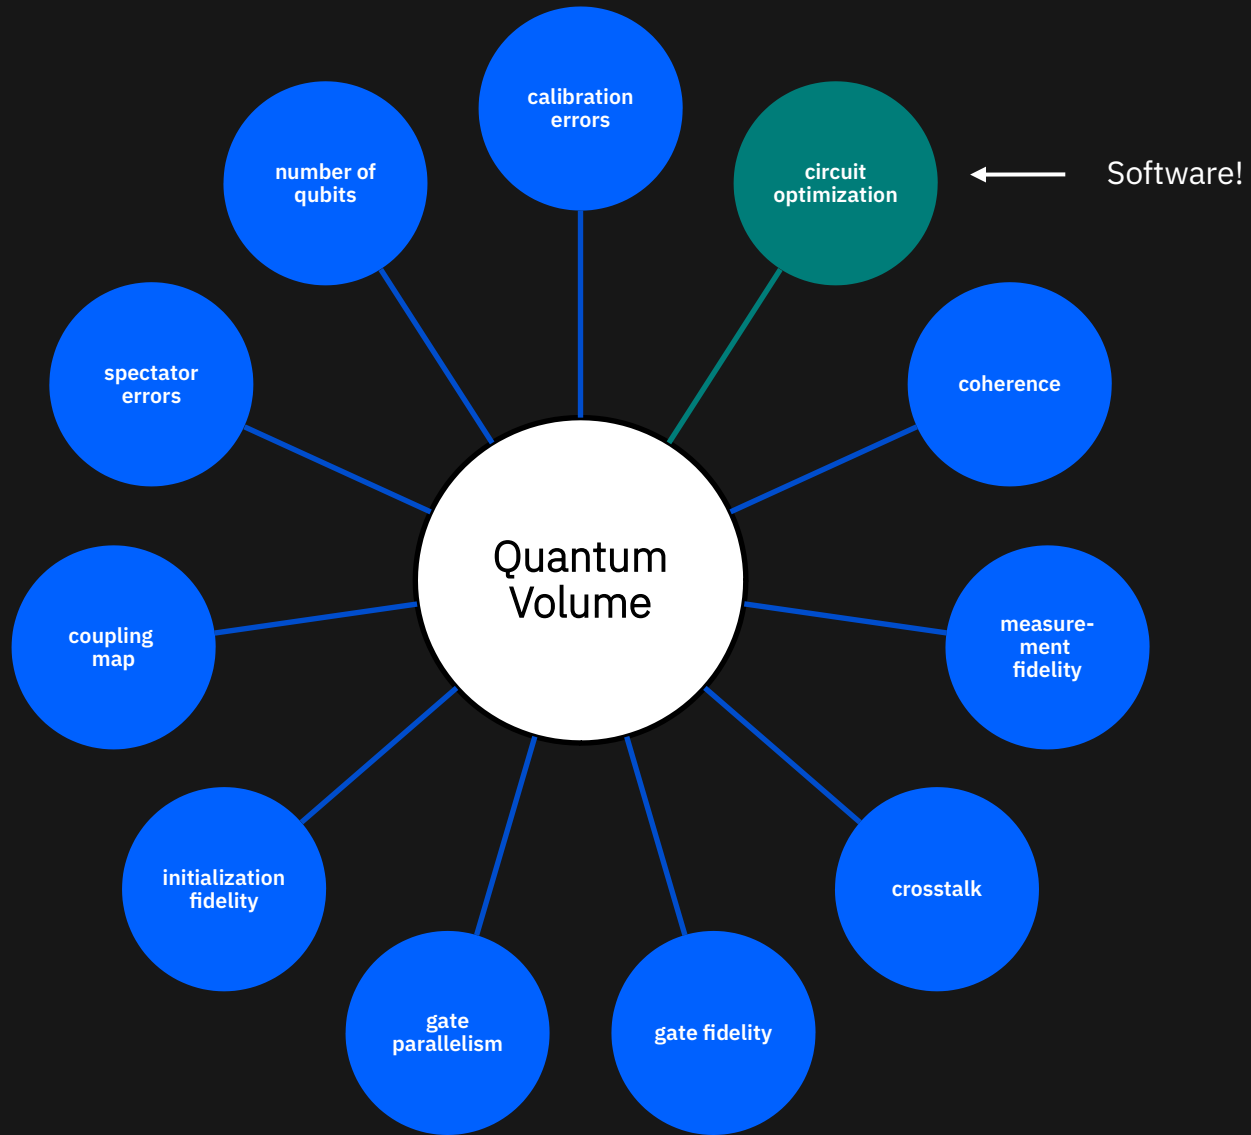 calibration
errors
circuit
optimization
Software!
number of
qubits
coherence
spectator
errors
Quantum
Volume
measure-
ment
fidelity
coupling
map
crosstalk
initialization
fidelity
gate
parallelism
gate fidelity